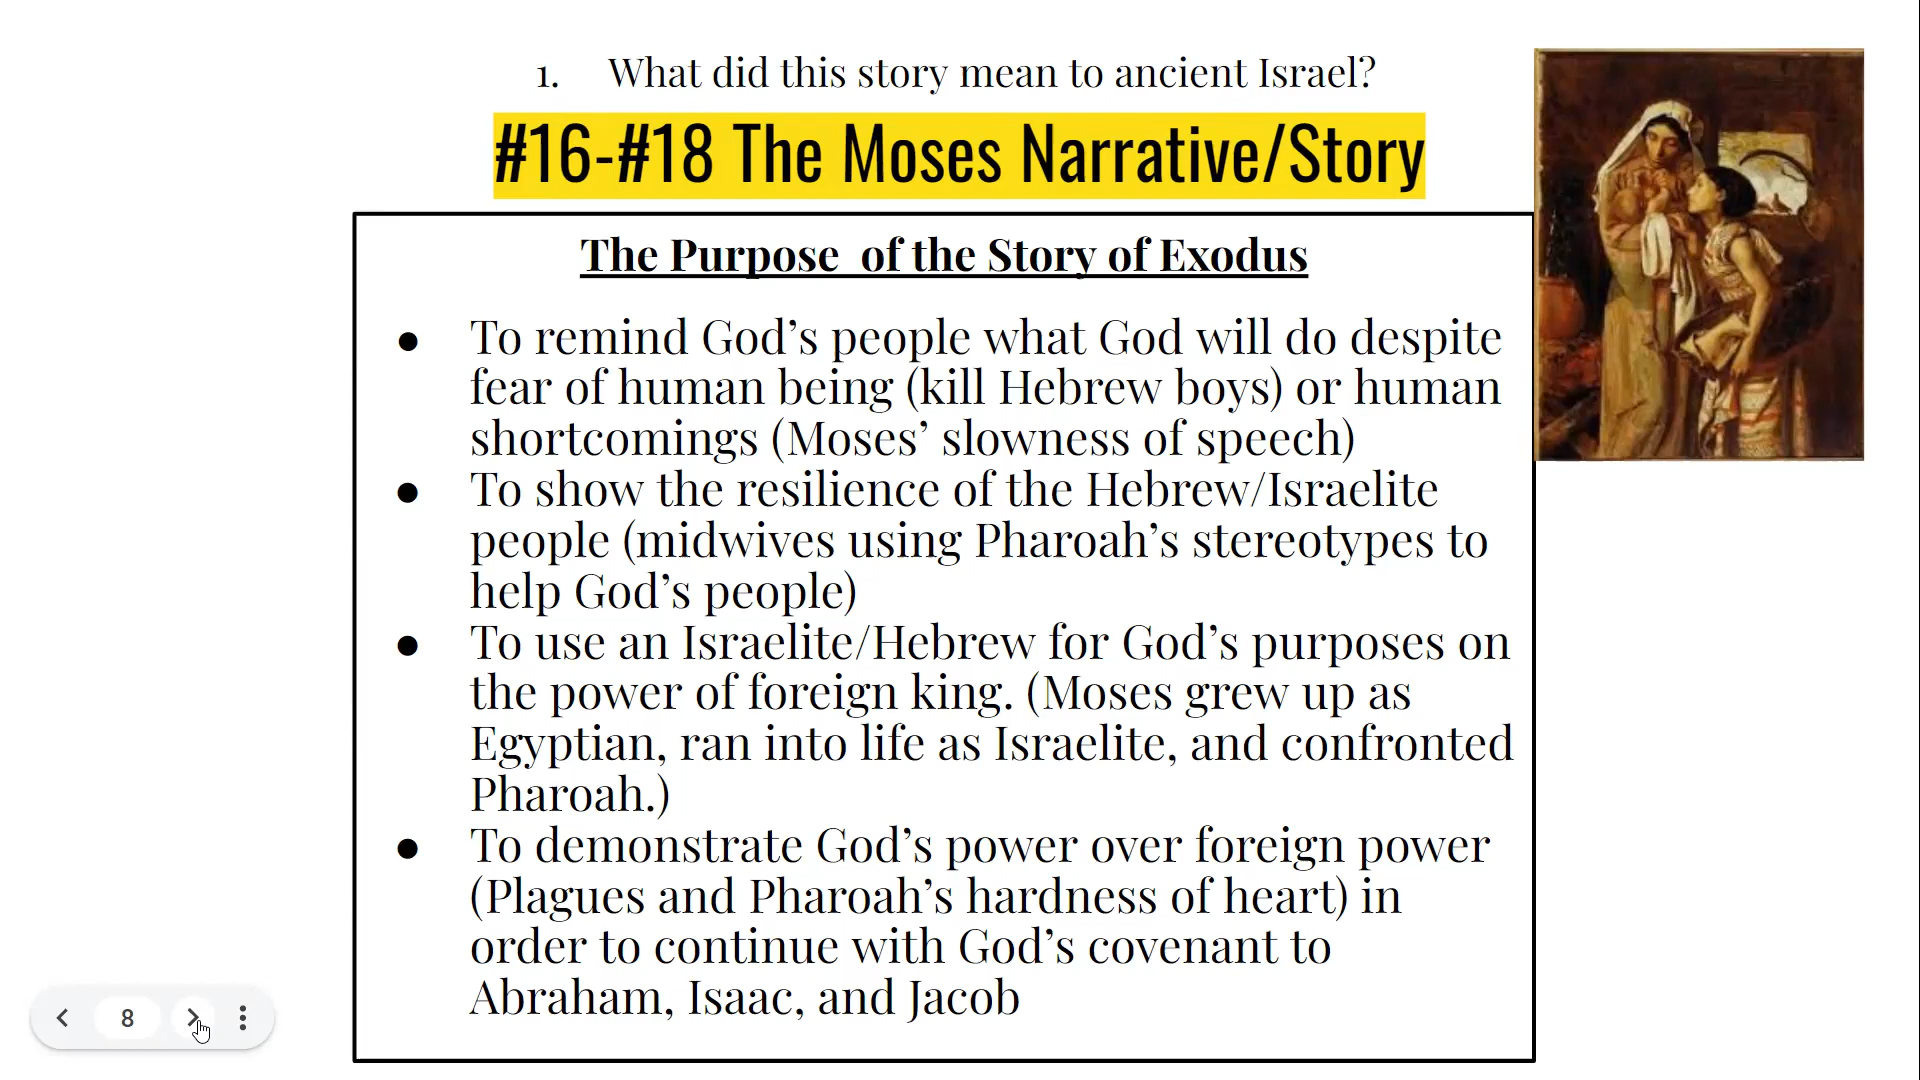 1. What did this story mean to ancient Israel?
#16-#18 The Moses Narrative/Story
The Purpose of the Story of Exodus
● To remind God’s people what God will do despite
fear of human being (kill Hebrew boys) or human
shortcomings (Moses’ slowness of speech)
● To show the resilience of the Hebrew/Israelite
people (midwives using Pharoah’s stereotypes to
help God’s people)
● To use an Israelite/Hebrew for God’s purposes on
the power of foreign king. (Moses grew up as
Egyptian, ran into life as Israelite, and confronted
Pharoah.)
● To demonstrate God’s power over foreign power
(Plagues and Pharoah’s hardness of heart) in
order to continue with God’s covenant to
Abraham, Isaac, and Jacob
8